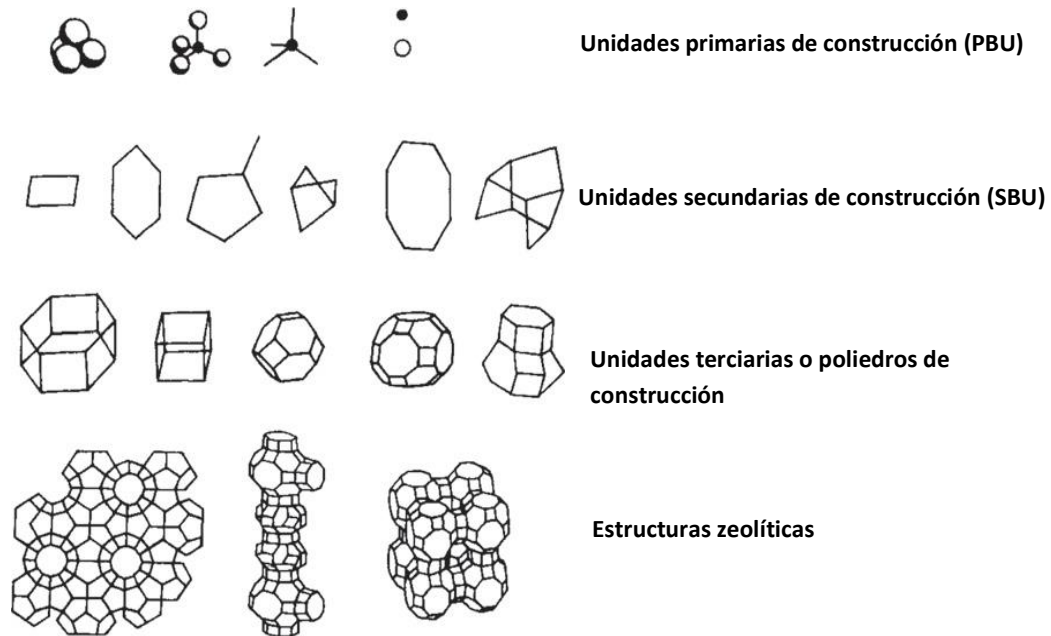 Unidades primarias de construcción (PBU)
Unidades secundarias de construcción (SBU)
Unidades terciarias o poliedros de
construcción
Estructuras zeolíticas